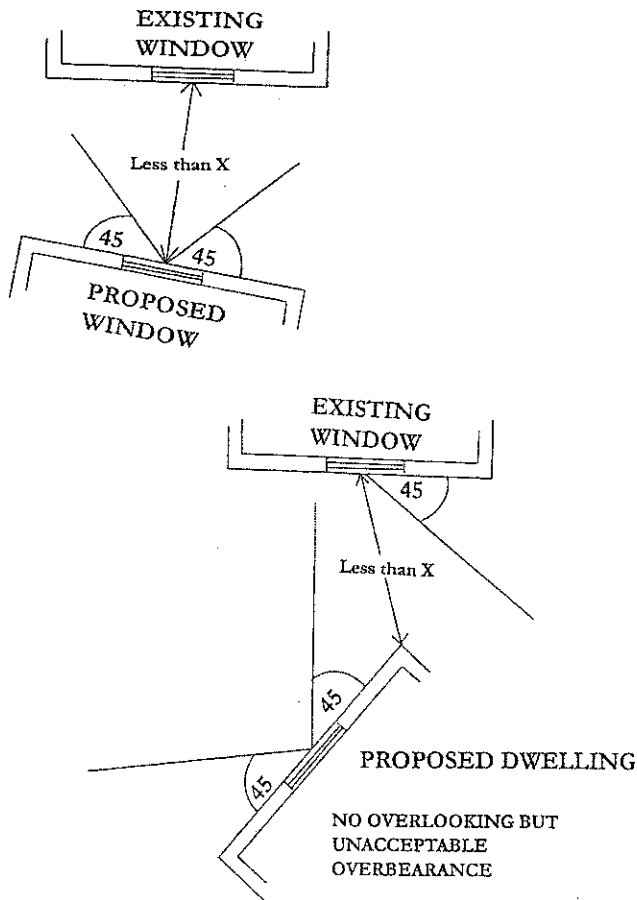 EXISTING
WINDOW
Less than X
45
45
PROPOSED
WINDOW
EXISTING
WINDOW
45
Less than X
45
45
PROPOSED DWELLING
NO OVERLOOKING BUT
UNACCEPTABLE
OVERBEARANCE